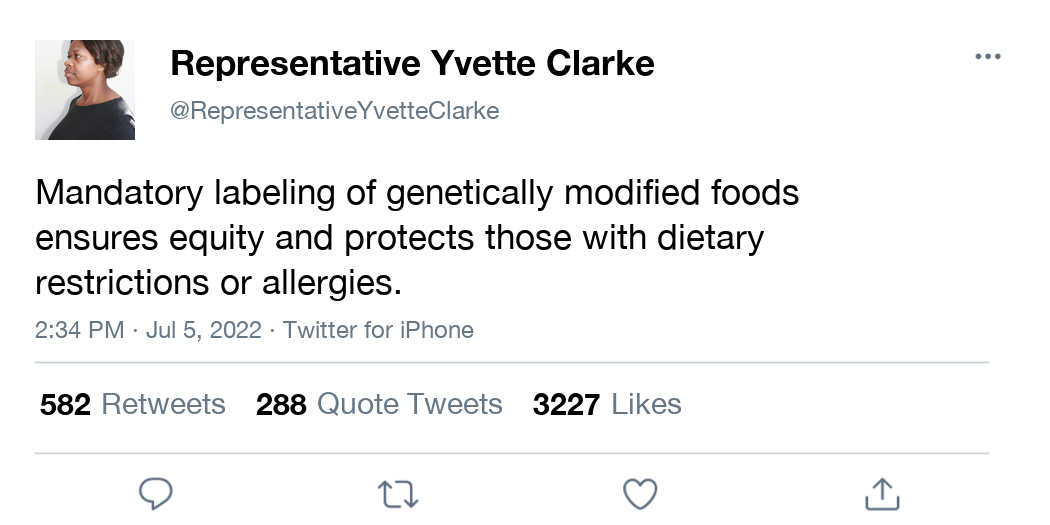 Representative Yvette Clarke
@RepresentativeYvetteClarke
Mandatory labeling of genetically modified foods
ensures equity and protects those with dietary
restrictions or allergies.
2:34 PM · Jul 5, 2022 · Twitter for iPhone
582 Retweets 288 Quote Tweets 3227 Likes